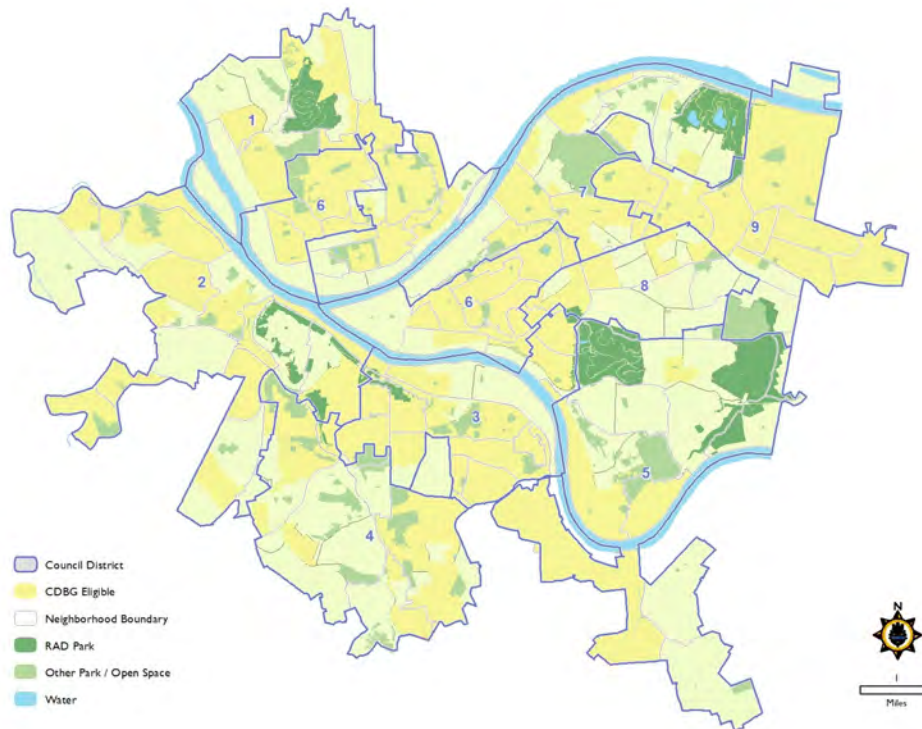 1
7
6
9
2
8
6
3
5
4
Council District
CDBG Eligible
Neighborhood Boundary
RAD Park
Other Park / Open Space
Water
N
1
Miles